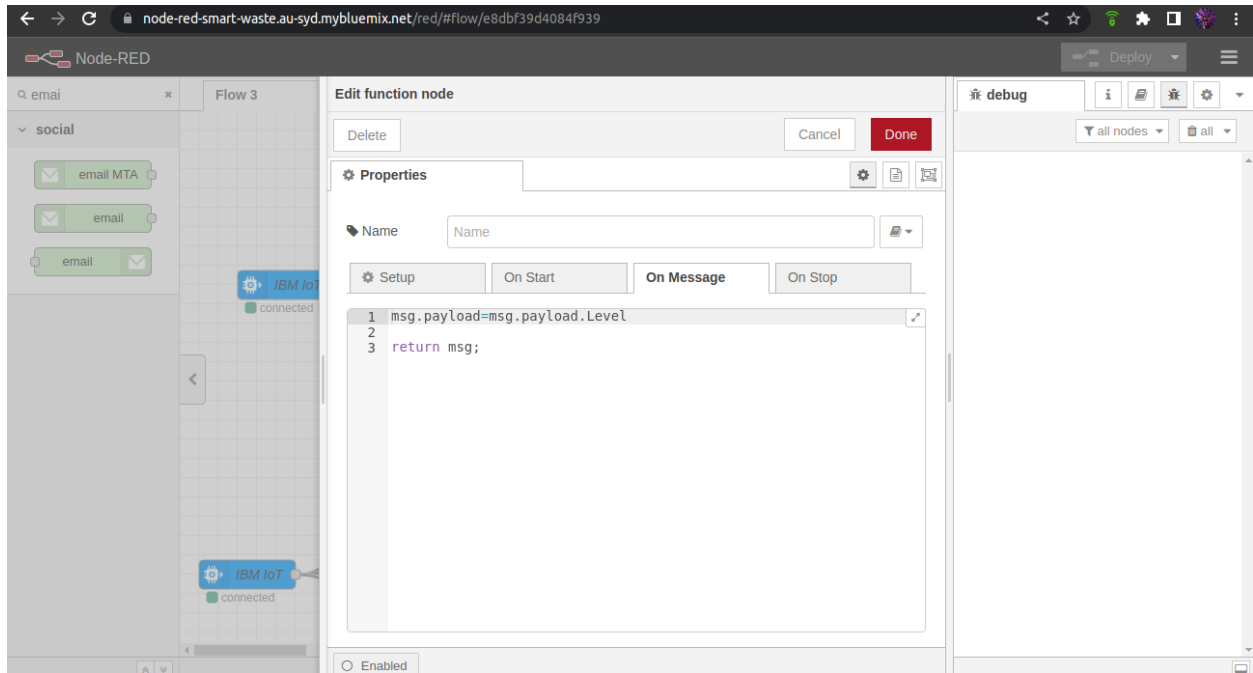 node-red-smart-waste.au-syd.mybluemix.net/red/#flow/e8dbf39d4084f939
Node-RED
Deploy
emai
Flow 3
Edit function node
debug
i
social
Delete
Cancel
Done
all nodes
all
email MTA
Properties
email
Name
Name
email
Setup
On Start
On Message
On Stop
IBM IoT
connected
1 msg.payload=msg.payload.Level
2
3 return msg;
IBM IoT
connected
Enabled